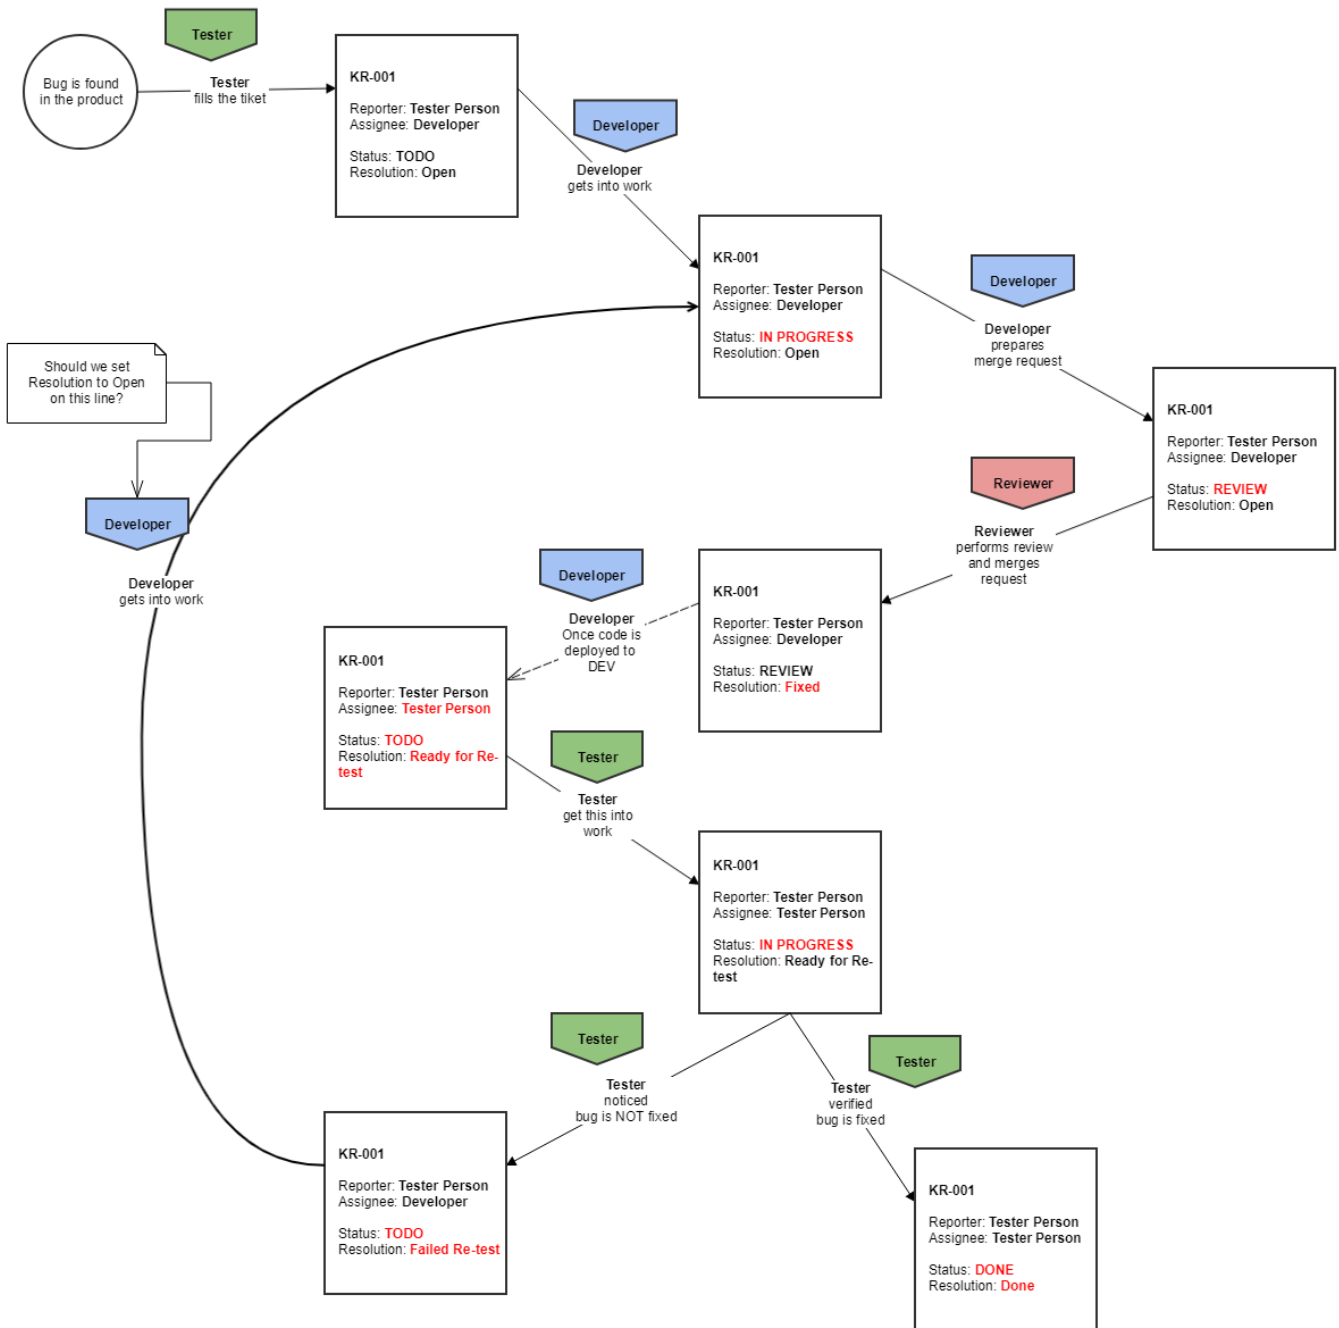 Tester
Bug is found
in the product
Tester
fills the tiket
KR-001
Reporter: Tester Person
Assignee: Developer
Status: TODO
Resolution: Open
Developer
Developer
gets into work
KR-001
Reporter: Tester Person
Assignee: Developer
Status: IN PROGRESS
Resolution: Open
Developer
Developer
prepares
merge request
KR-001
Reporter: Tester Person
Assignee: Developer
Status: REVIEW
Resolution: Open
Reviewer
Reviewer
performs review
and merges
request
KR-001
Reporter: Tester Person
Assignee: Developer
Status: REVIEW
Resolution: Fixed
Developer
Developer
Once code is
deployed to
DEV
KR-001
Reporter: Tester Person
Assignee: Tester Person
Status: TODO
Resolution: Ready for Re-
test
Tester
Tester
get this into
work
KR-001
Reporter: Tester Person
Assignee: Tester Person
Status: IN PROGRESS
Resolution: Ready for Re-
test
Tester
Tester
noticed
bug is NOT fixed
KR-001
Reporter: Tester Person
Assignee: Developer
Status: TODO
Resolution: Failed Re-test
Should we set
Resolution to Open
on this line?
Developer
Developer
gets into work
Tester
Tester
verified
bug is fixed
KR-001
Reporter: Tester Person
Assignee: Tester Person
Status: DONE
Resolution: Done